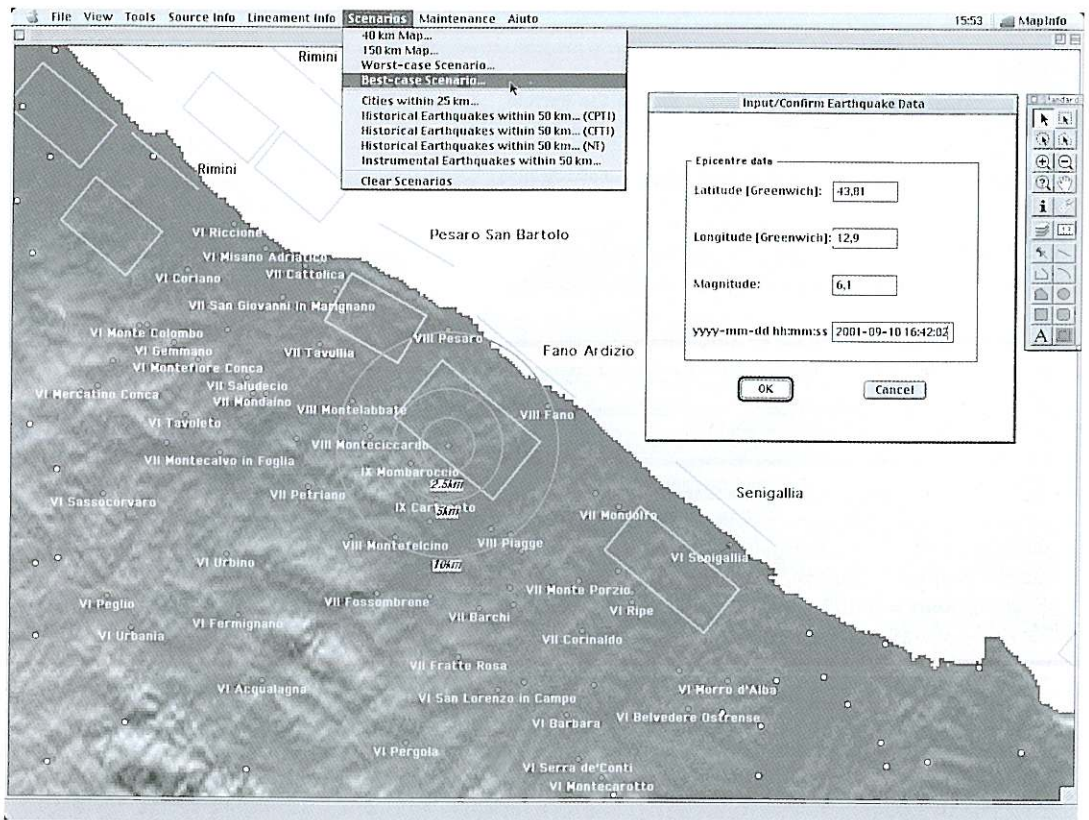 File View Tools Source Info Lineament Info Scenarios Maintenance Aiuto 15:53 MapInfo
40 km Map...
150 km Map...
Worst-case Scenario...
Best-case Scenario...
Cities within 25 km...
Historical Earthquakes within 50 km... (CPTI)
Historical Earthquakes within 50 km... (CFTI)
Historical Earthquakes within 50 km... (NT)
Instrumental Earthquakes within 50 km...
Clear Scenarios
Input/Confirm Earthquake Data
Epicentre data
Latitude [Greenwich]: 43,81
Longitude [Greenwich]: 12,9
Magnitude: 6,1
yyyy-mm-dd hh:mm:ss 2001-09-10 16:42:02
OK Cancel
Rimini
Rimini
Pesaro San Bartolo
Fano Ardizio
Senigallia
VI Riccione
VI Misano Adriatico
VII Cattolica
VI Coriano
VII San Giovanni in Marignano
VI Monte Colombo
VIII Pesaro
VI Gemmano
VII Tavullia
VI Montefiore Conca
VII Saludecio
VI Mercatino Conca
VII Mondaino
VIII Montelabbate
VIII Fano
VI Tavoleto
VIII Monteciccardo
VII Montecalvo in Foglia
IX Mombaroccio
2.5km
VII Petriano
VI Sassocorvaro
IX Cartoceto
5km
VII Mondolfo
VIII Montefelcino
VIII Piagge
VI Senigallia
VI Urbino
10km
VII Monte Porzio
VI Peglio
VII Fossombrone
VI Ripe
VII Barchi
VI Fermignano
VI Urbania
VII Corinaldo
VII Fratte Rosa
VI Acqualagna
VI Morro d'Alba
VI San Lorenzo in Campo
VI Barbara
VI Belvedere Ostrense
VI Pergola
VI Serra de'Conti
VI Montecarotto
A